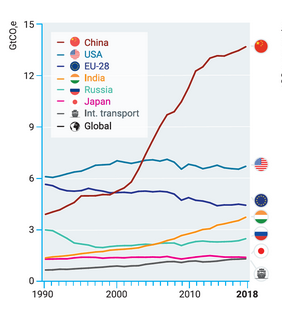 GtCO₂e
15
12
9
6
3
0
China
USA
EU-28
India
Russia
Japan
Int. transport
Global
1990 2000 2010 2018